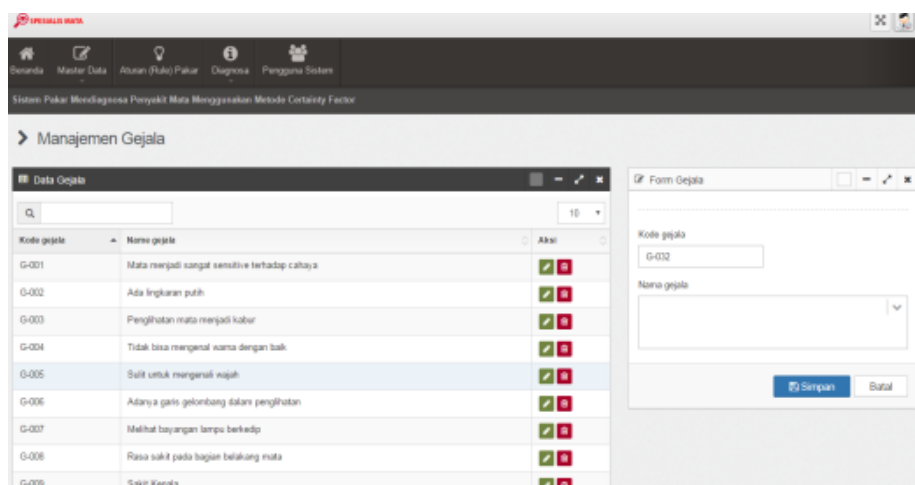 SPESIALIS MATA
Beranda Master Data Aturan (Rule) Pakar Diagnosa Pengguna Sistem
Sistem Pakar Mendiagnosa Penyakit Mata Menggunakan Metode Certainty Factor
Manajemen Gejala
Data Gejala
10
Kode gejala Nama gejala Aksi
G-001 Mata menjadi sangat sensitive terhadap cahaya
G-002 Ada lingkaran putih
G-003 Penglihatan mata menjadi kabur
G-004 Tidak bisa mengenal warna dengan baik
G-005 Sulit untuk mengenali wajah
G-006 Adanya garis gelombang dalam penglihatan
G-007 Melihat bayangan lampu berkedip
G-008 Rasa sakit pada bagian belakang mata
G-009 Sakit Kepala
Form Gejala
Kode gejala
G-032
Nama gejala
Simpan Batal